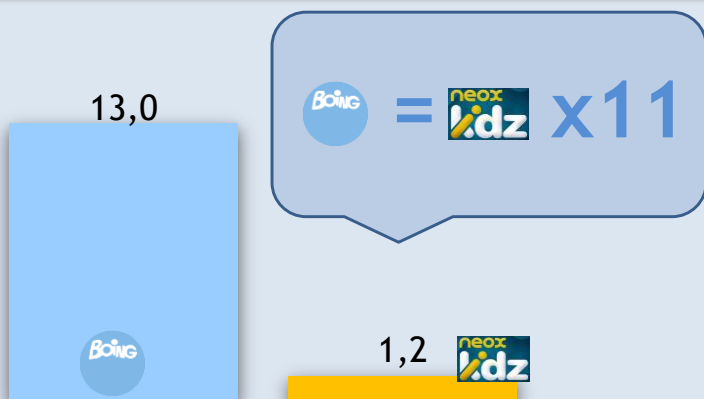 BOING = neox kidz x11
13,0
BOING
1,2
neox
kidz